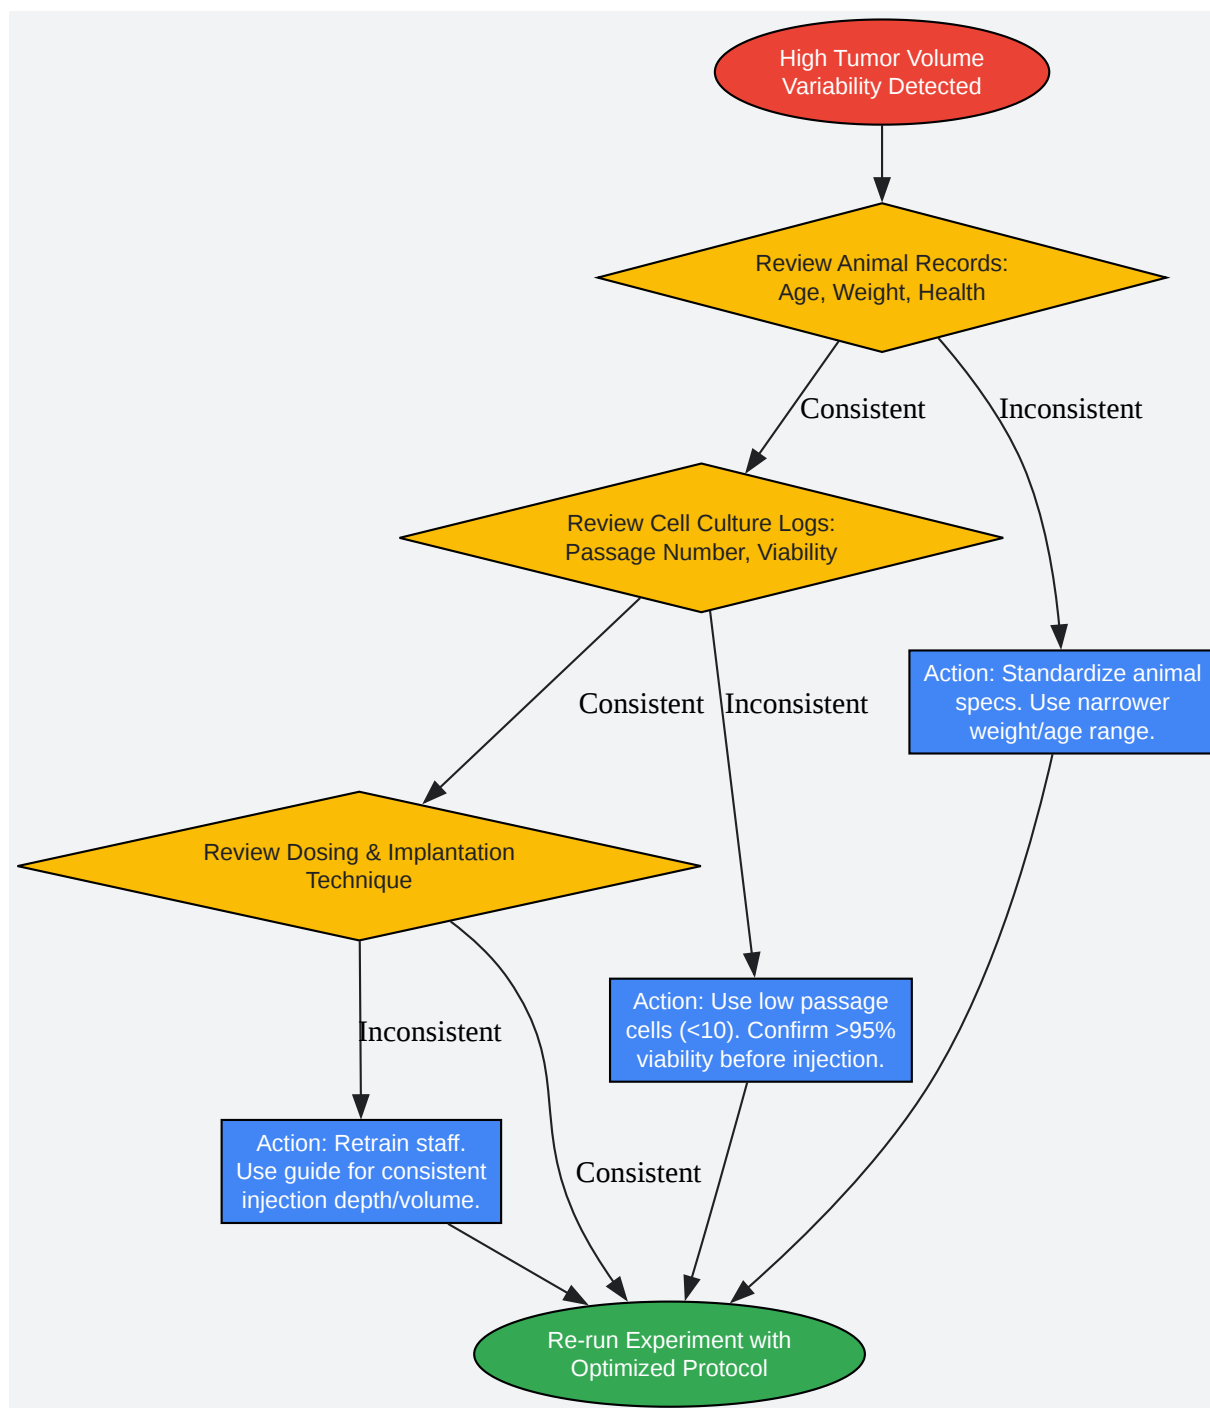 High Tumor Volume
Variability Detected
Review Animal Records:
Age, Weight, Health
Consistent
Inconsistent
Review Cell Culture Logs:
Passage Number, Viability
Consistent
Inconsistent
Action: Standardize animal
specs. Use narrower
weight/age range.
Review Dosing & Implantation
Technique
Inconsistent
Action: Use low passage
cells (<10). Confirm >95%
viability before injection.
Action: Retrain staff.
Use guide for consistent
injection depth/volume.
Consistent
Re-run Experiment with
Optimized Protocol